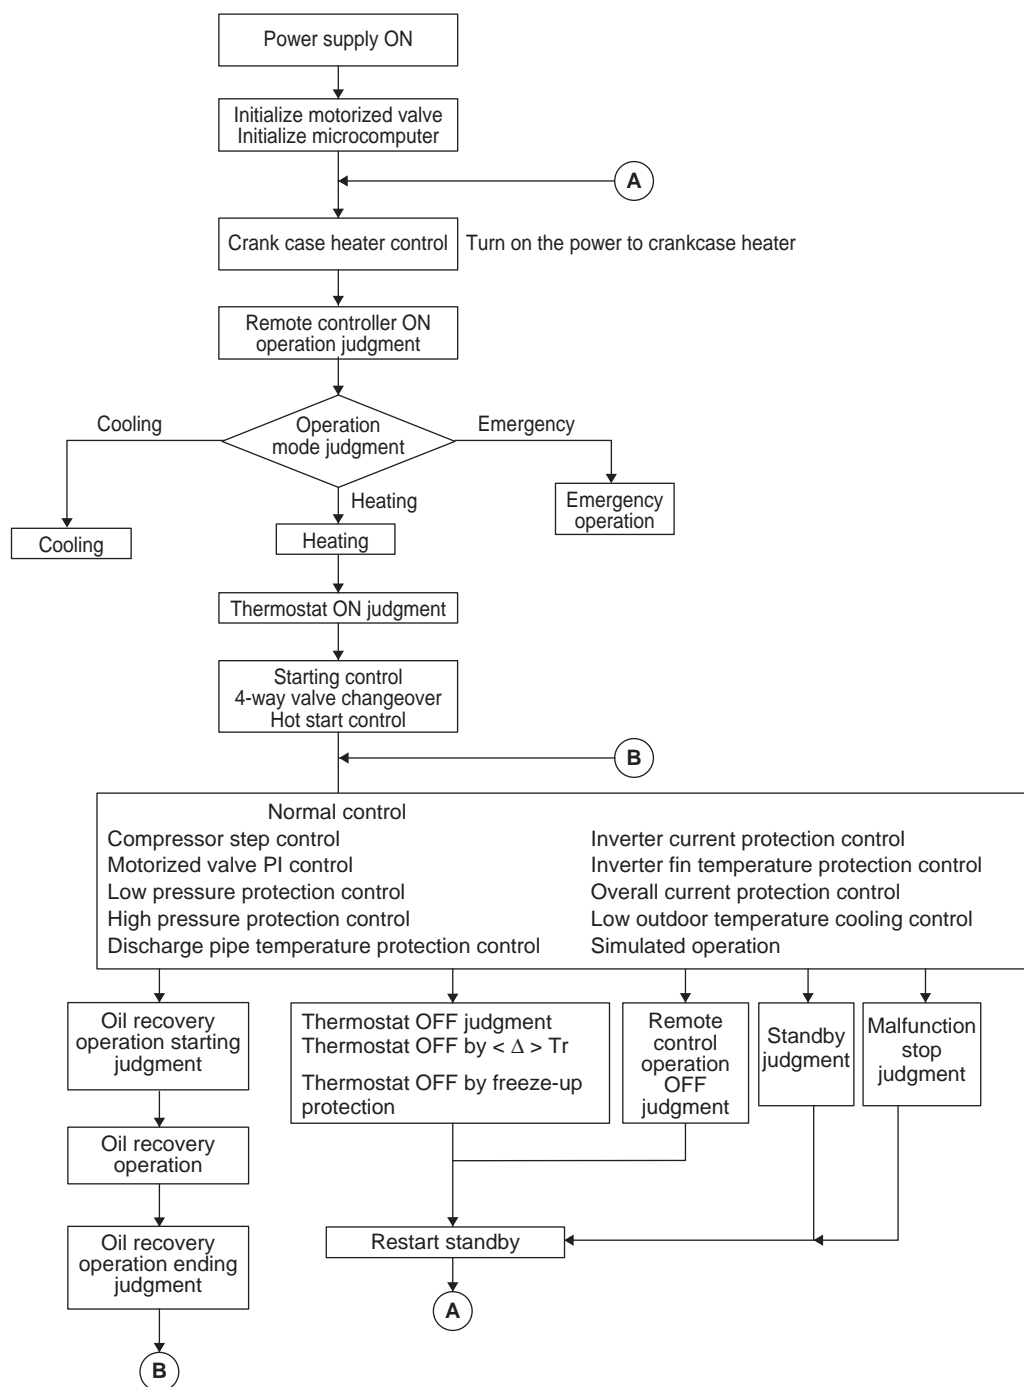 Power supply ON
Initialize motorized valve
Initialize microcomputer
A
Crank case heater control
Turn on the power to crankcase heater
Remote controller ON
operation judgment
Operation
mode judgment
Cooling
Emergency
Heating
Emergency
operation
Cooling
Heating
Thermostat ON judgment
Starting control
4-way valve changeover
Hot start control
B
Normal control
Compressor step control
Motorized valve PI control
Low pressure protection control
High pressure protection control
Discharge pipe temperature protection control
Inverter current protection control
Inverter fin temperature protection control
Overall current protection control
Low outdoor temperature cooling control
Simulated operation
Oil recovery
operation starting
judgment
Thermostat OFF judgment
Thermostat OFF by < Δ > Tr
Thermostat OFF by freeze-up
protection
Remote
control
operation
OFF
judgment
Standby
judgment
Malfunction
stop
judgment
Oil recovery
operation
Oil recovery
operation ending
judgment
Restart standby
A
B